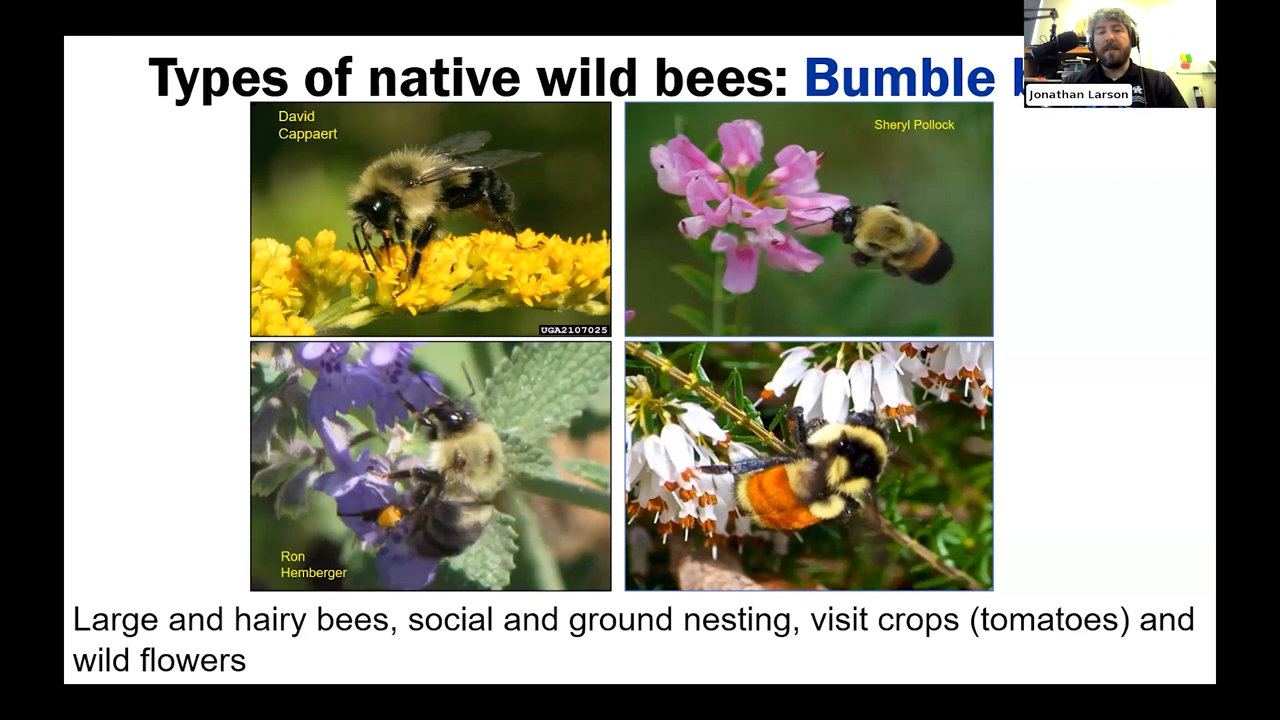 Types of native wild bees: Bumble
Jonathan Larson
David
Cappaert
Sheryl Pollock
UGA2107025
Ron
Hemberger
Large and hairy bees, social and ground nesting, visit crops (tomatoes) and
wild flowers